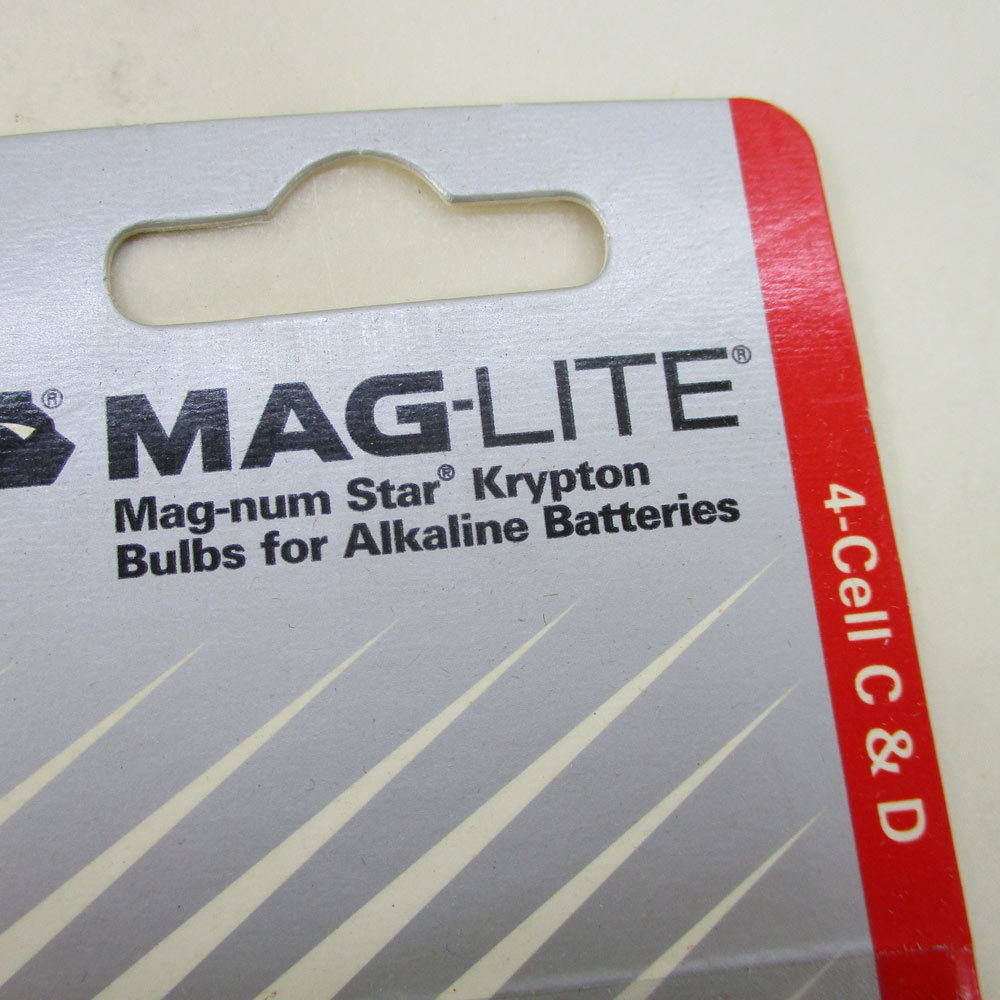 ®
MAG-LITE®
Mag-num Star® Krypton
Bulbs for Alkaline Batteries
4-Cell C & D